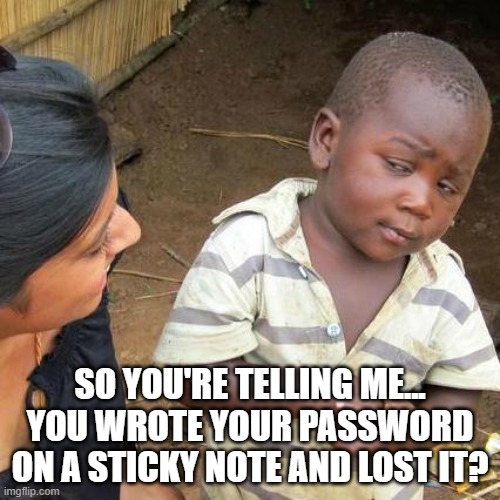 SO YOU'RE TELLING ME...
YOU WROTE YOUR PASSWORD
ON A STICKY NOTE AND LOST IT?
imgflip.com